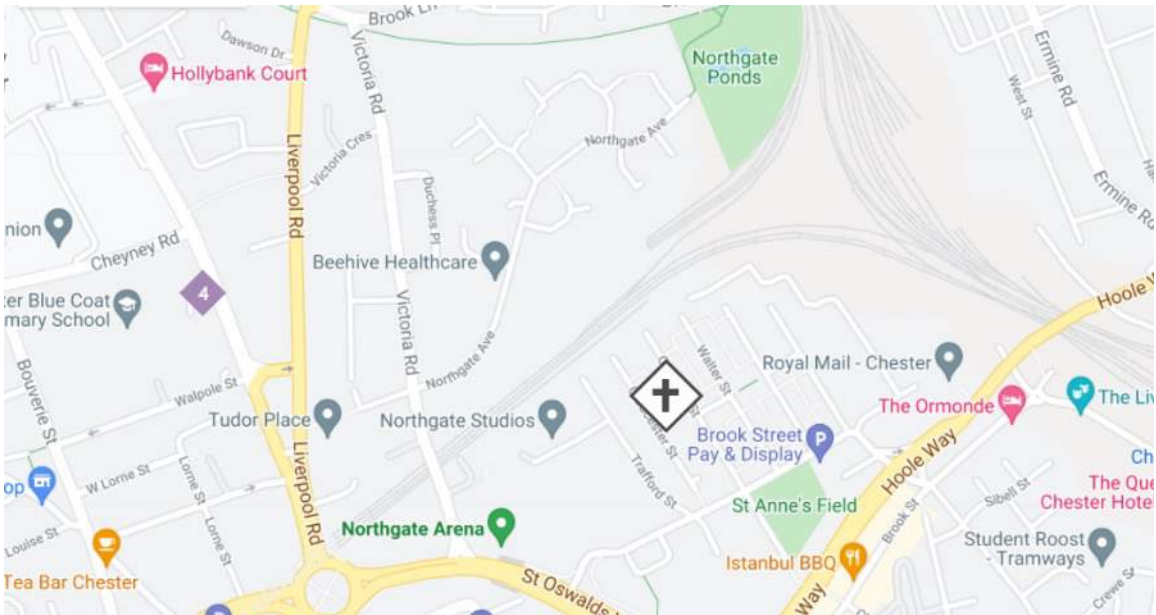 Brook Ln
Dawson Dr
Victoria Rd
Hollybank Court
Northgate
Ponds
Ermine Rd
West St
Northgate Ave
Liverpool Rd
Victoria Cres
Duchess Pl
Ermine Rd
nion
Cheyney Rd
Beehive Healthcare
Hoole W
4
er Blue Coat
mary School
Victoria Rd
Northgate Ave
Walter St
Royal Mail - Chester
Bouverie St
Walpole St
The Ormonde
The Liv
Tudor Place
Northgate Studios
Brook Street
Pay & Display
P
Hoole Way
Liverpool Rd
W Lorne St
Lorne St
Trafford St
Ch
The Que
Chester Hotel
op
Sibell St
St Anne's Field
Brook St
Louise St
Lorne St
Northgate Arena
Student Roost
- Tramways
Tea Bar Chester
St Oswalds
Istanbul BBQ
Way
Crewe St